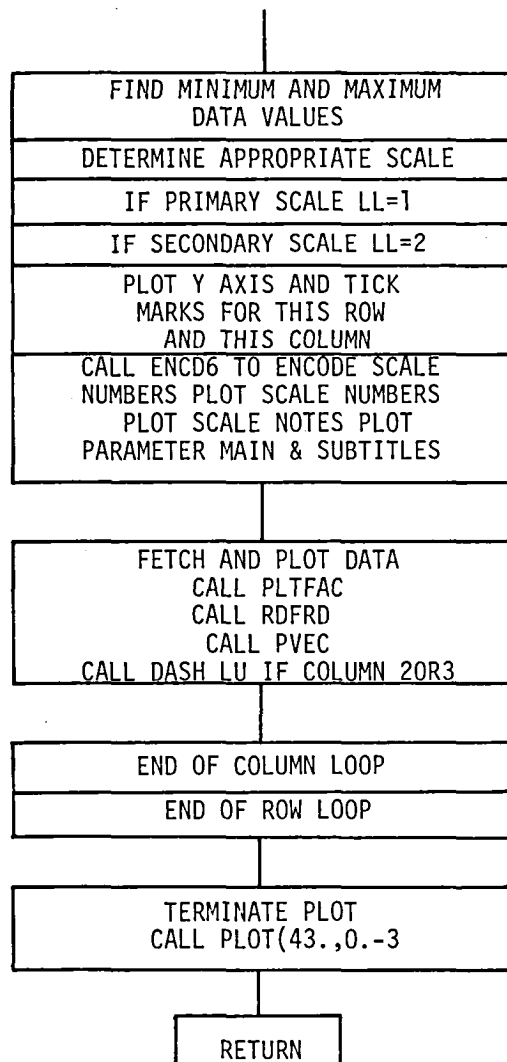 FIND MINIMUM AND MAXIMUM
DATA VALUES
DETERMINE APPROPRIATE SCALE
IF PRIMARY SCALE LL=1
IF SECONDARY SCALE LL=2
PLOT Y AXIS AND TICK
MARKS FOR THIS ROW
AND THIS COLUMN
CALL ENCD6 TO ENCODE SCALE
NUMBERS PLOT SCALE NUMBERS
PLOT SCALE NOTES PLOT
PARAMETER MAIN & SUBTITLES
FETCH AND PLOT DATA
CALL PLTFAC
CALL RDFRD
CALL PVEC
CALL DASH LU IF COLUMN 2OR3
END OF COLUMN LOOP
END OF ROW LOOP
TERMINATE PLOT
CALL PLOT(43.,0.-3
RETURN